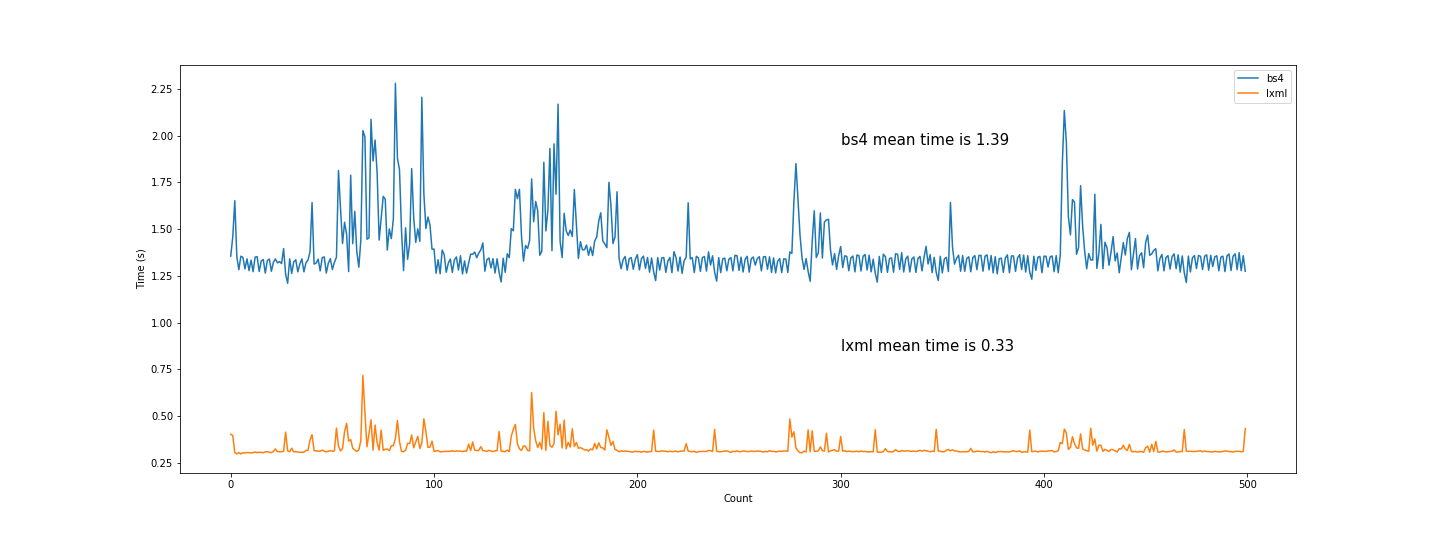 bs4
lxml
bs4 mean time is 1.39
lxml mean time is 0.33
Time (s)
2.25
2.00
1.75
1.50
1.25
1.00
0.75
0.50
0.25
0 100 200 300 400 500
Count